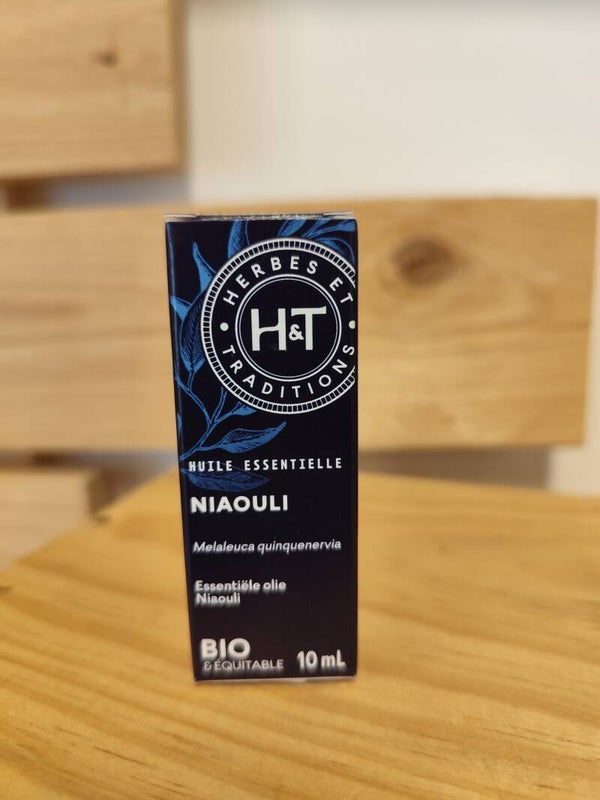 HERBES ET
H&T
TRADITIONS
HUILE ESSENTIELLE
NIAOULI
Melaleuca quinquenervia
Essentiële olie
Niaouli
BIO
& ÉQUITABLE
10 mL